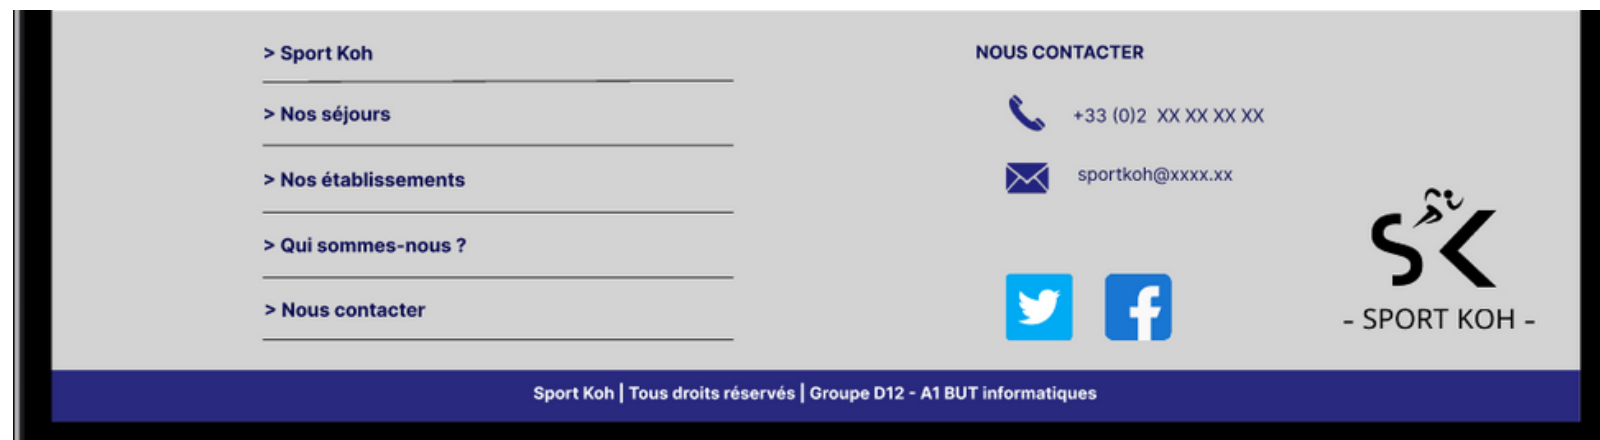 > Sport Koh
> Nos séjours
> Nos établissements
> Qui sommes-nous ?
> Nous contacter
NOUS CONTACTER
+33 (0)2 XX XX XX XX
sportkoh@xxxx.xx
SK
- SPORT KOH -
Sport Koh | Tous droits réservés | Groupe D12 - A1 BUT informatiques